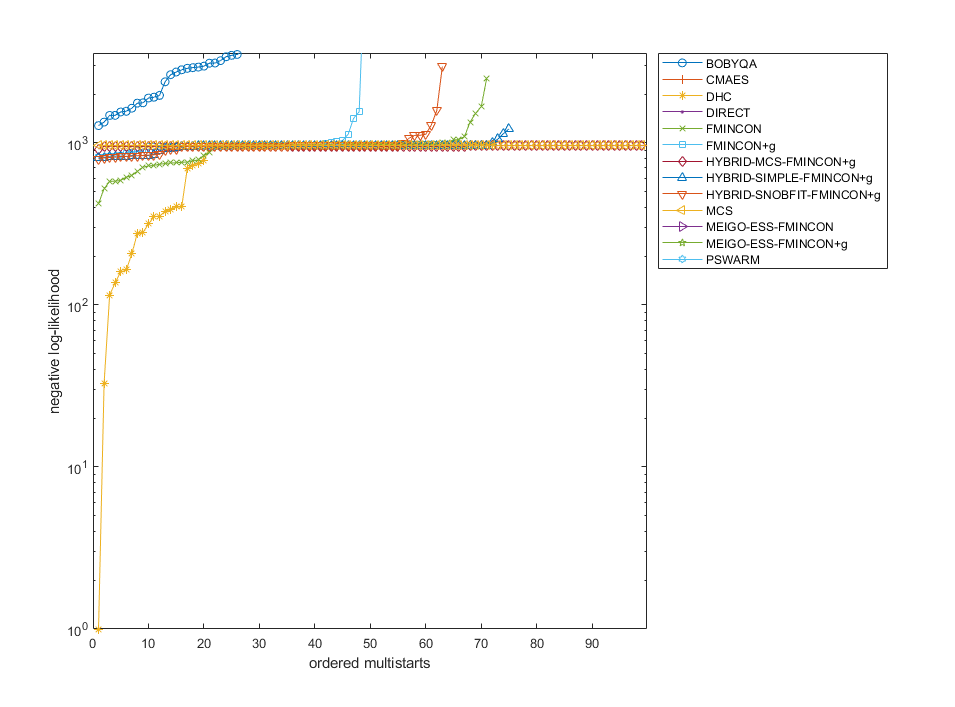 BOBYQA
CMAES
DHC
DIRECT
FMINCON
FMINCON+g
HYBRID-MCS-FMINCON+g
HYBRID-SIMPLE-FMINCON+g
HYBRID-SNOBFIT-FMINCON+g
MCS
MEIGO-ESS-FMINCON
MEIGO-ESS-FMINCON+g
PSWARM
10^3
10^2
10^1
10^0
negative log-likelihood
0 10 20 30 40 50 60 70 80 90
ordered multistarts